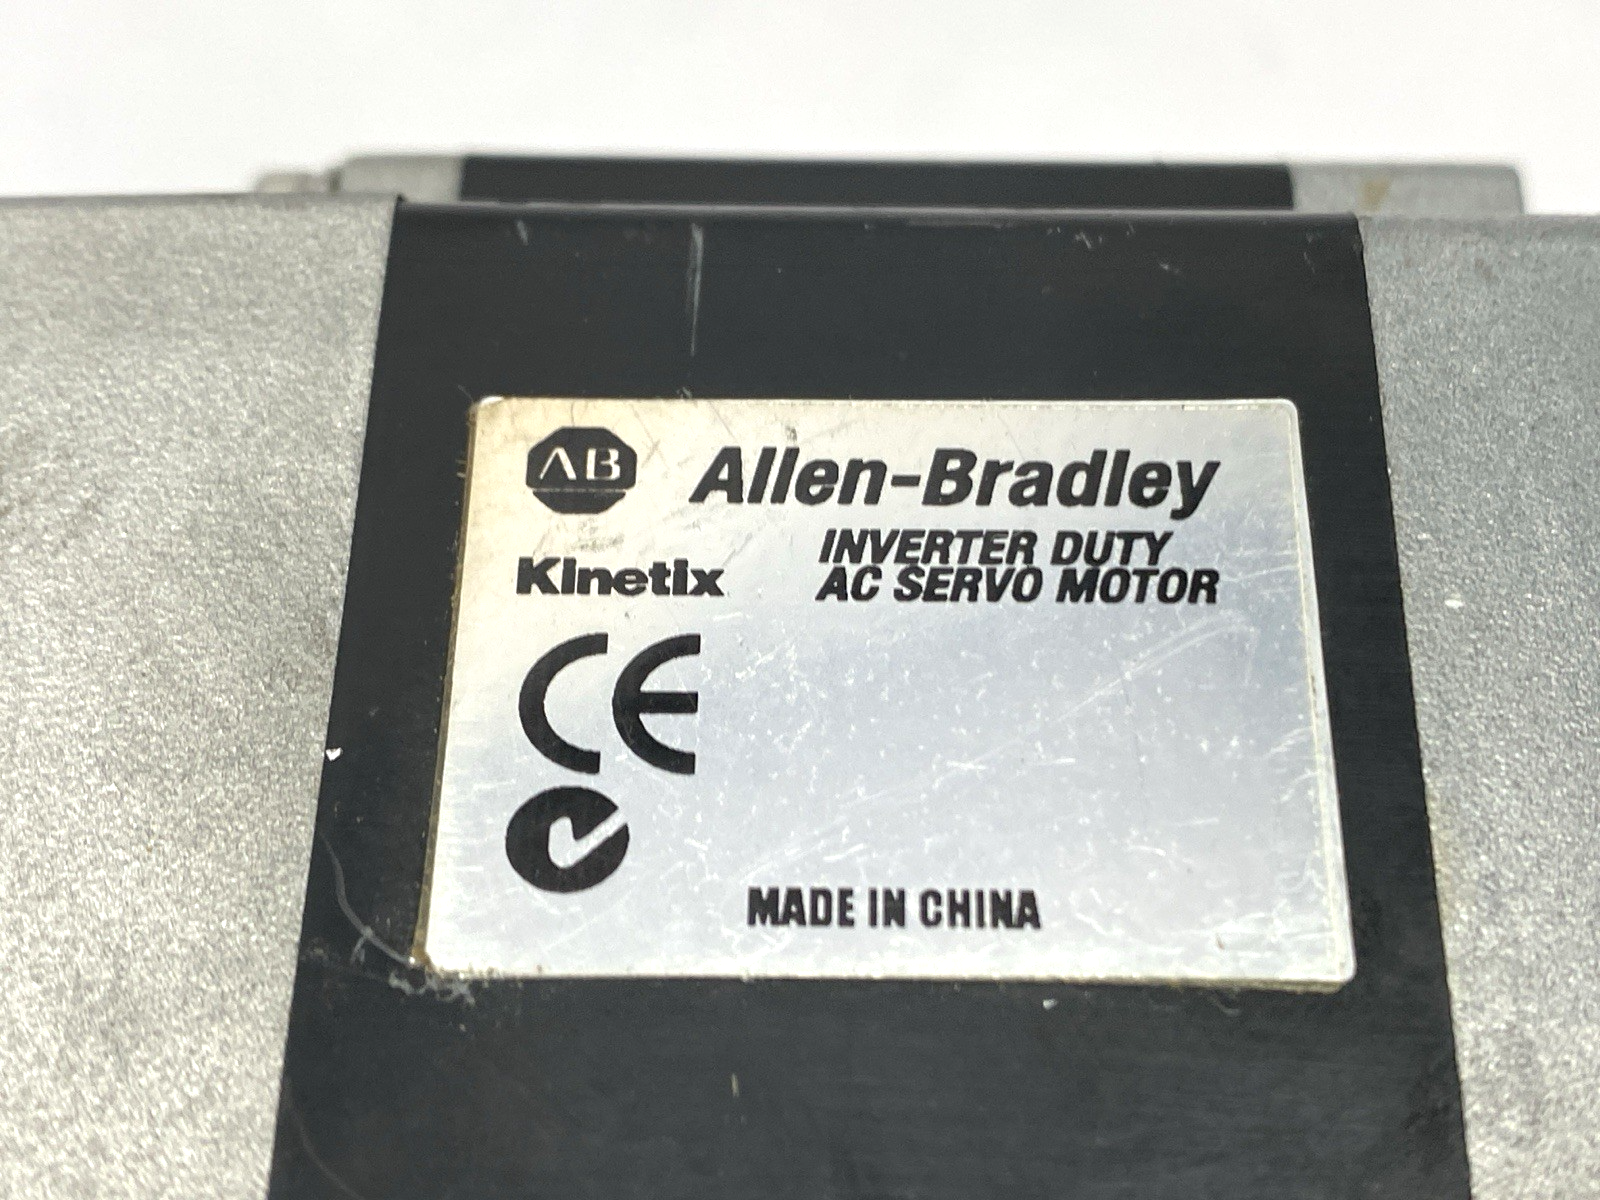 AB Allen-Bradley
Kinetix INVERTER DUTY
AC SERVO MOTOR
CE
MADE IN CHINA